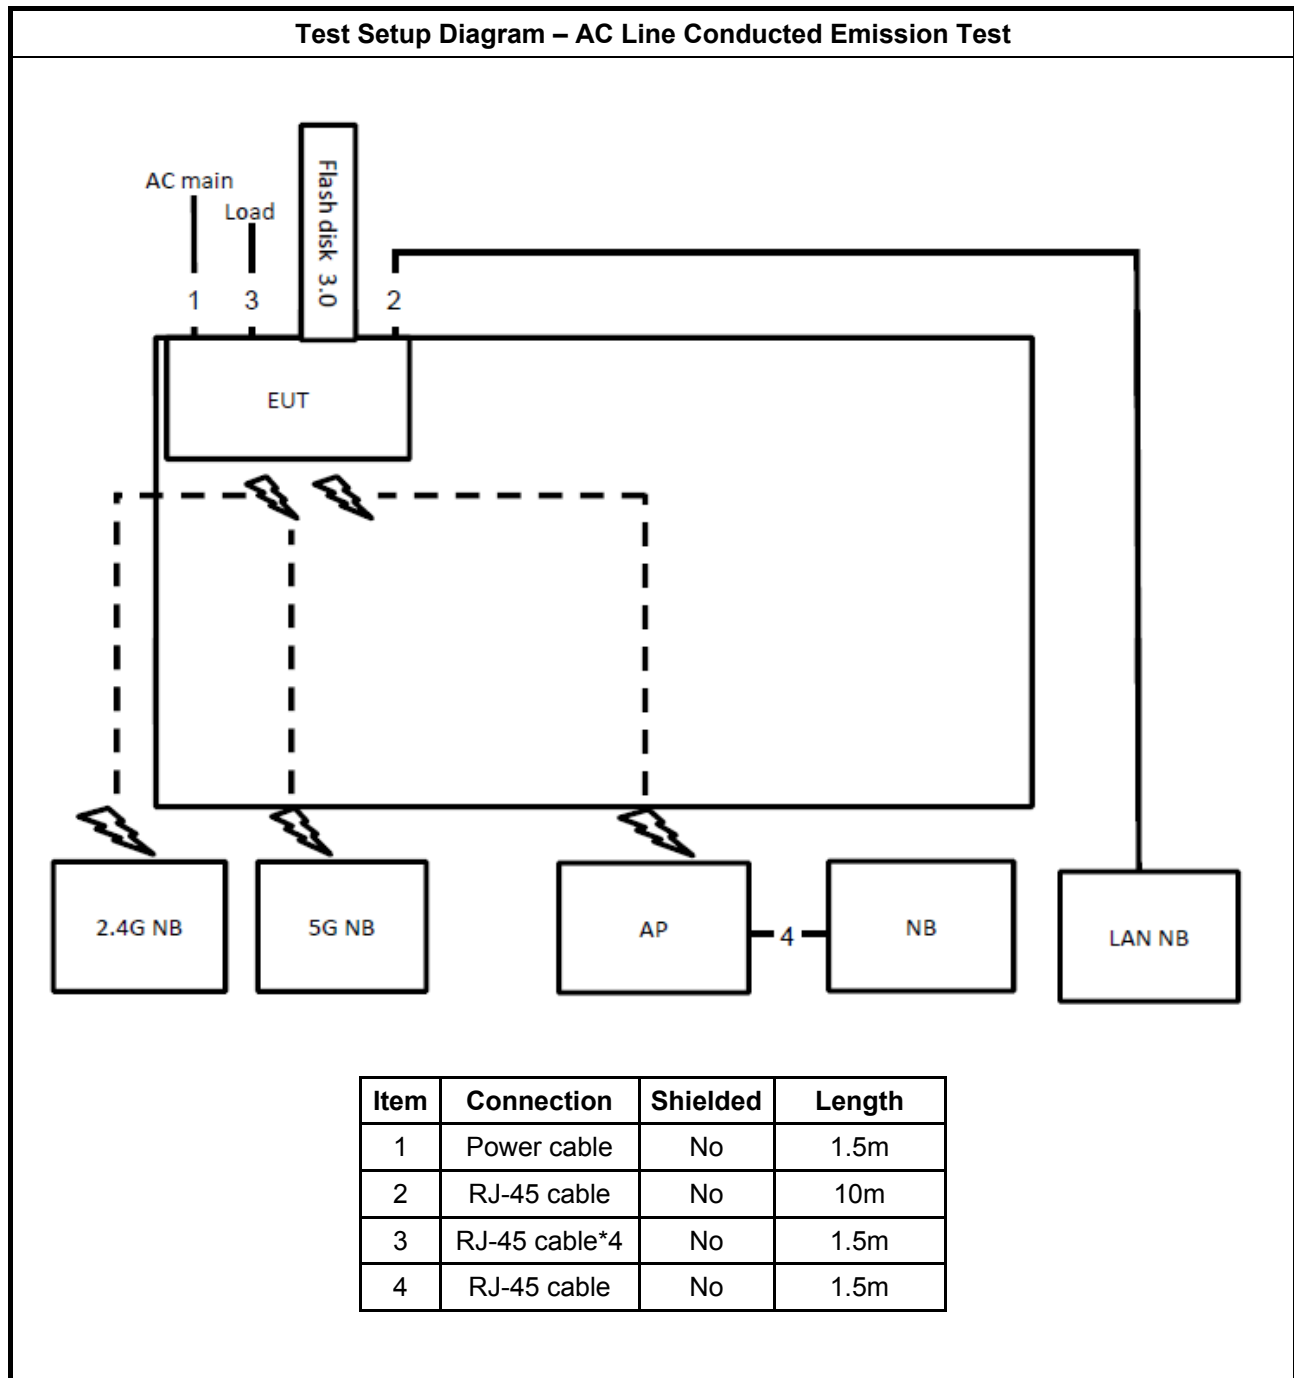 Test Setup Diagram – AC Line Conducted Emission Test
AC main
Load
Flash disk 3.0
1
3
2
EUT
2.4G NB
5G NB
AP
4
NB
LAN NB
Item Connection Shielded Length
1 Power cable No 1.5m
2 RJ-45 cable No 10m
3 RJ-45 cable*4 No 1.5m
4 RJ-45 cable No 1.5m